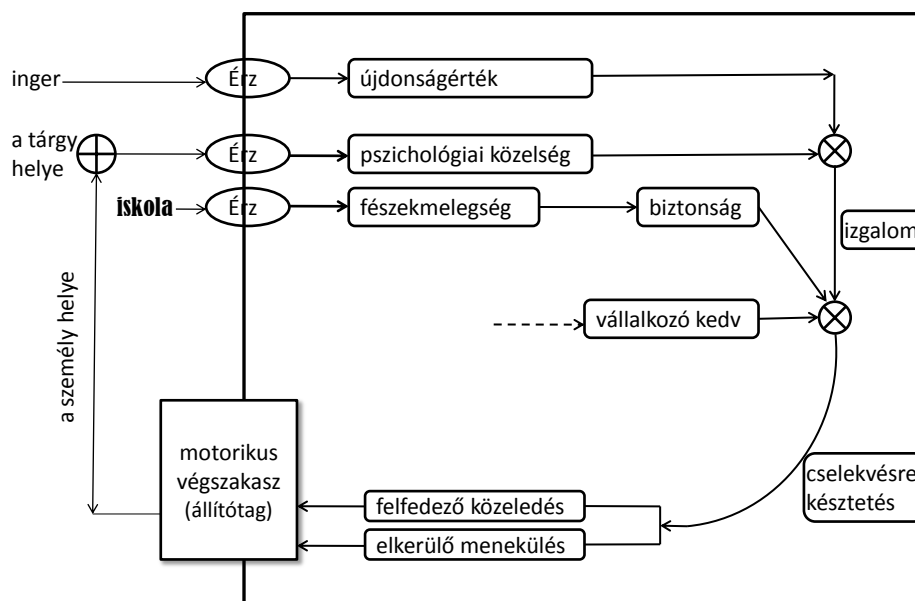 inger
Érz
újdonságérték
a tárgy
helye
Érz
pszichológiai közelség
iskola
Érz
fészekmelegség
biztonság
izgalom
vállalkozó kedv
a személy helye
motorikus
végszakasz
(állítótag)
felfedező közeledés
elkerülő menekülés
cselekvésre
késztetés